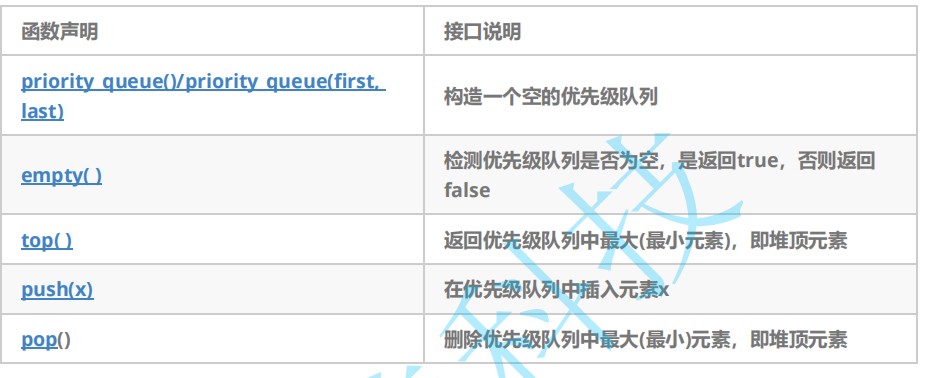 函数声明
接口说明
priority_queue()/priority_queue(first,
last)
构造一个空的优先级队列
empty( )
检测优先级队列是否为空，是返回true，否则返回
false
top( )
返回优先级队列中最大(最小元素)，即堆顶元素
push(x)
在优先级队列中插入元素x
pop()
删除优先级队列中最大(最小)元素，即堆顶元素
科技